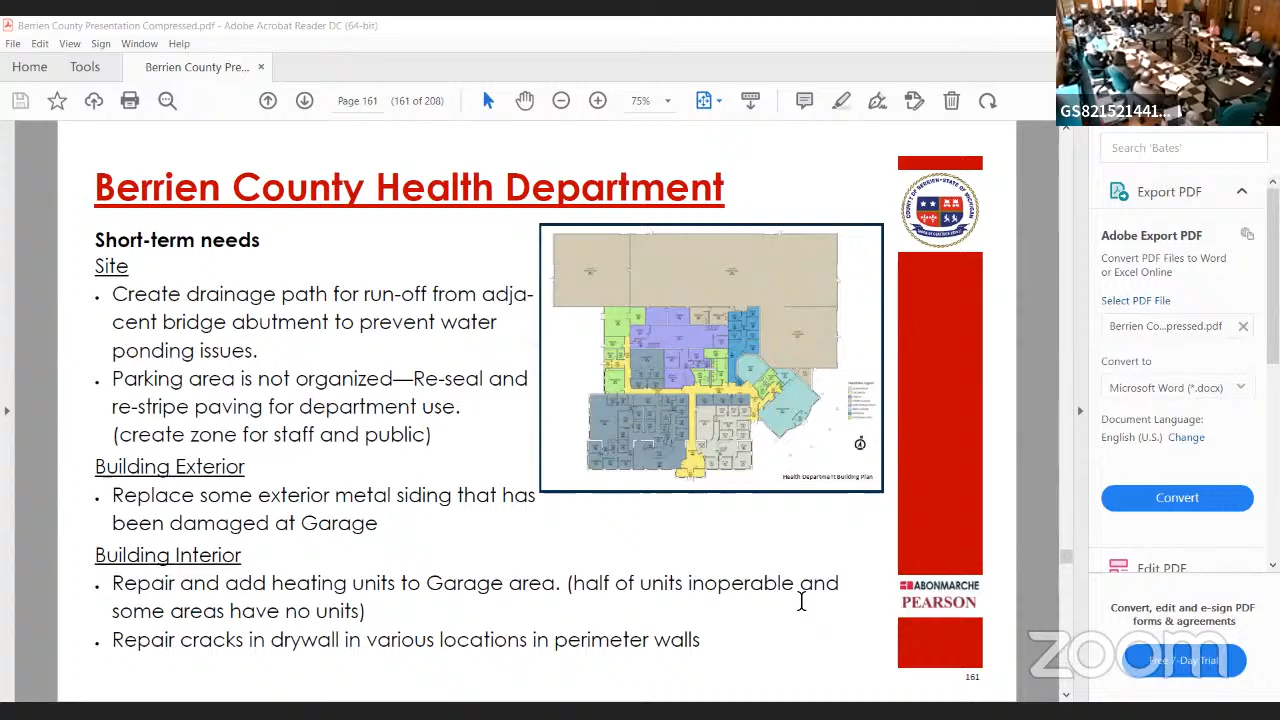 Berrien County Presentation Compressed.pdf - Adobe Acrobat Reader DC (64-bit)
File Edit View Sign Window Help
Home Tools Berrien County Pre... ×
Page 161 (161 of 208) 75%
GS821521441...
Berrien County Health Department
Short-term needs
Site
• Create drainage path for run-off from adja-
cent bridge abutment to prevent water
ponding issues.
• Parking area is not organized—Re-seal and
re-stripe paving for department use.
(create zone for staff and public)
Building Exterior
• Replace some exterior metal siding that has
been damaged at Garage
Building Interior
• Repair and add heating units to Garage area. (half of units inoperable and
some areas have no units)
• Repair cracks in drywall in various locations in perimeter walls
Health Department Building Plan
ABONMARCHE
PEARSON
161
Search 'Bates'
Export PDF
Adobe Export PDF
Convert PDF Files to Word
or Excel Online
Select PDF File
Berrien Co...pressed.pdf
Convert to
Microsoft Word (*.docx)
Document Language:
English (U.S.) Change
Convert
Edit PDF
Convert, edit and e-sign PDF
forms & agreements
Free 7-Day Trial
zoom